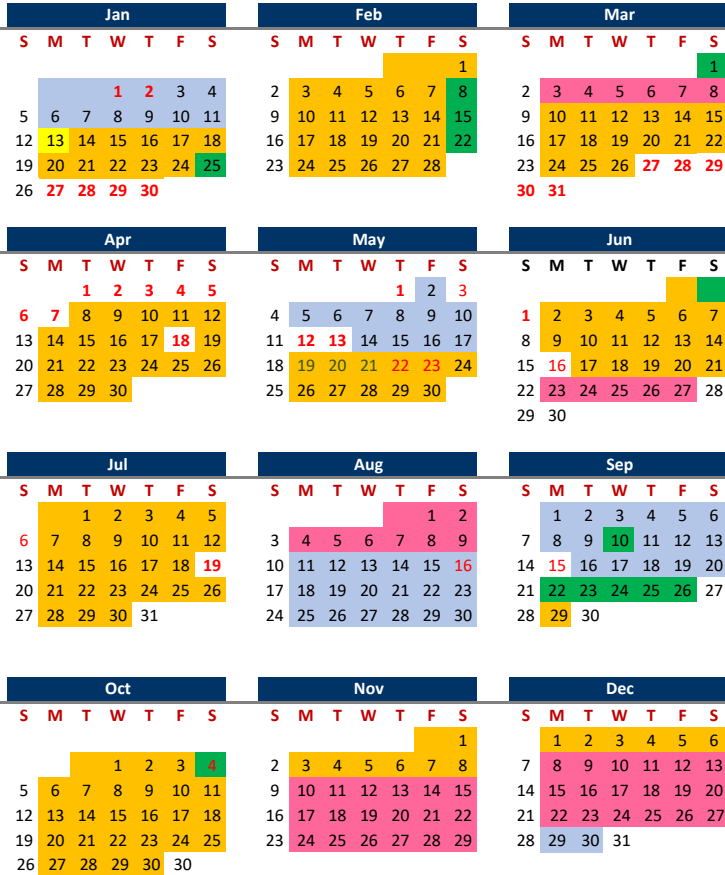 Jan
S M T W T F S
1 2 3 4
5 6 7 8 9 10 11
12 13 14 15 16 17 18
19 20 21 22 23 24 25
26 27 28 29 30
Feb
S M T W T F S
1
2 3 4 5 6 7 8
9 10 11 12 13 14 15
16 17 18 19 20 21 22
23 24 25 26 27 28
Mar
S M T W T F S
1
2 3 4 5 6 7 8
9 10 11 12 13 14 15
16 17 18 19 20 21 22
23 24 25 26 27 28 29
30 31
Apr
S M T W T F S
1 2 3 4 5
6 7 8 9 10 11 12
13 14 15 16 17 18 19
20 21 22 23 24 25 26
27 28 29 30
May
S M T W T F S
1 2 3
4 5 6 7 8 9 10
11 12 13 14 15 16 17
18 19 20 21 22 23 24
25 26 27 28 29 30
Jun
S M T W T F S
1 2 3 4 5 6 7
8 9 10 11 12 13 14
15 16 17 18 19 20 21
22 23 24 25 26 27 28
29 30
Jul
S M T W T F S
1 2 3 4 5
6 7 8 9 10 11 12
13 14 15 16 17 18 19
20 21 22 23 24 25 26
27 28 29 30 31
Aug
S M T W T F S
1 2
3 4 5 6 7 8 9
10 11 12 13 14 15 16
17 18 19 20 21 22 23
24 25 26 27 28 29 30
Sep
S M T W T F S
1 2 3 4 5 6
7 8 9 10 11 12 13
14 15 16 17 18 19 20
21 22 23 24 25 26 27
28 29 30
Oct
S M T W T F S
1 2 3 4
5 6 7 8 9 10 11
12 13 14 15 16 17 18
19 20 21 22 23 24 25
26 27 28 29 30 30
Nov
S M T W T F S
1
2 3 4 5 6 7 8
9 10 11 12 13 14 15
16 17 18 19 20 21 22
23 24 25 26 27 28 29
Dec
S M T W T F S
1 2 3 4 5 6
7 8 9 10 11 12 13
14 15 16 17 18 19 20
21 22 23 24 25 26 27
28 29 30 31